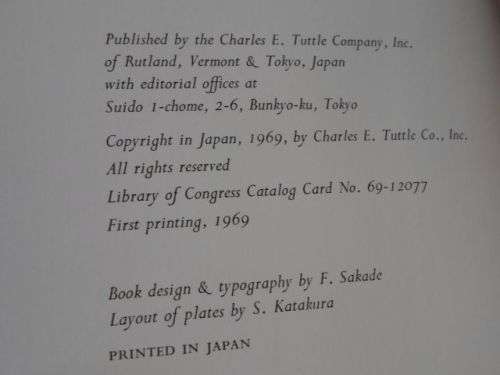 Published by the Charles E. Tuttle Company, Inc.
of Rutland, Vermont & Tokyo, Japan
with editorial offices at
Suido 1-chome, 2-6, Bunkyo-ku, Tokyo
Copyright in Japan, 1969, by Charles E. Tuttle Co., Inc.
All rights reserved
Library of Congress Catalog Card No. 69-12077
First printing, 1969
Book design & typography by F. Sakade
Layout of plates by S. Katakura
PRINTED IN JAPAN